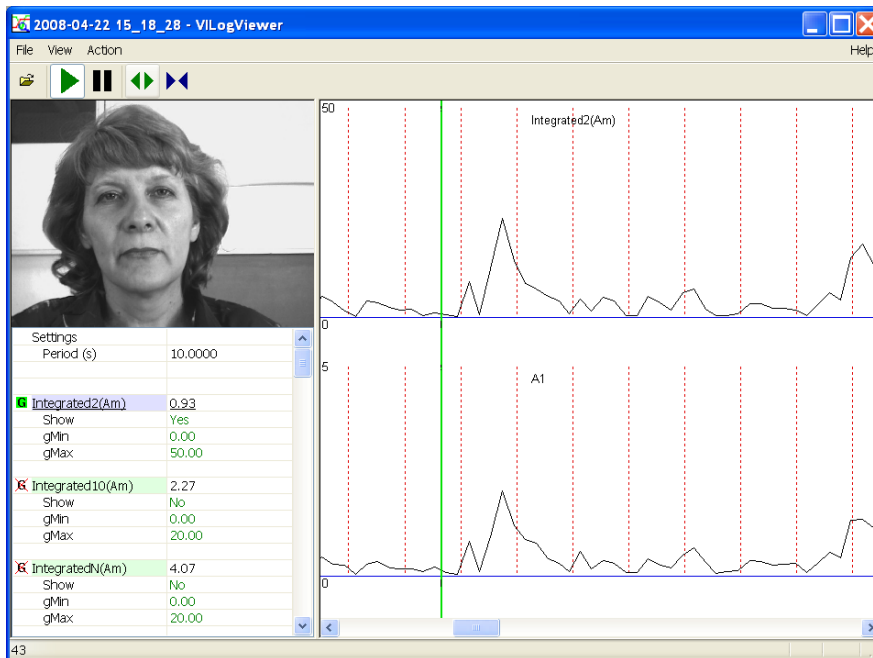 2008-04-22 15_18_28 - VILogViewer
File View Action Help
50
Integrated2(Am)
0
5
A1
0
Settings
Period (s) 10.0000
G Integrated2(Am) 0.93
Show Yes
gMin 0.00
gMax 50.00
G Integrated10(Am) 2.27
Show No
gMin 0.00
gMax 20.00
G IntegratedN(Am) 4.07
Show No
gMin 0.00
gMax 20.00
43